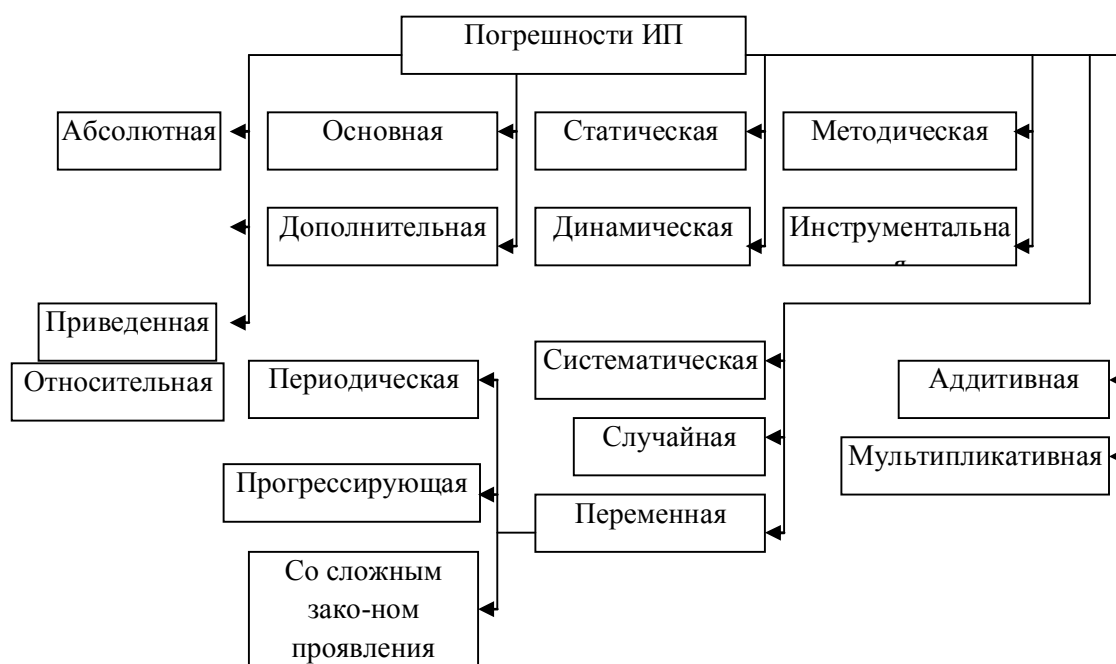 Погрешности ИП
Абсолютная
Основная
Статическая
Методическая
Дополнительная
Динамическая
Инструментальна
я
Приведенная
Относительная
Периодическая
Систематическая
Аддитивная
Случайная
Мультипликативная
Прогрессирующая
Переменная
Со сложным
зако-ном
проявления